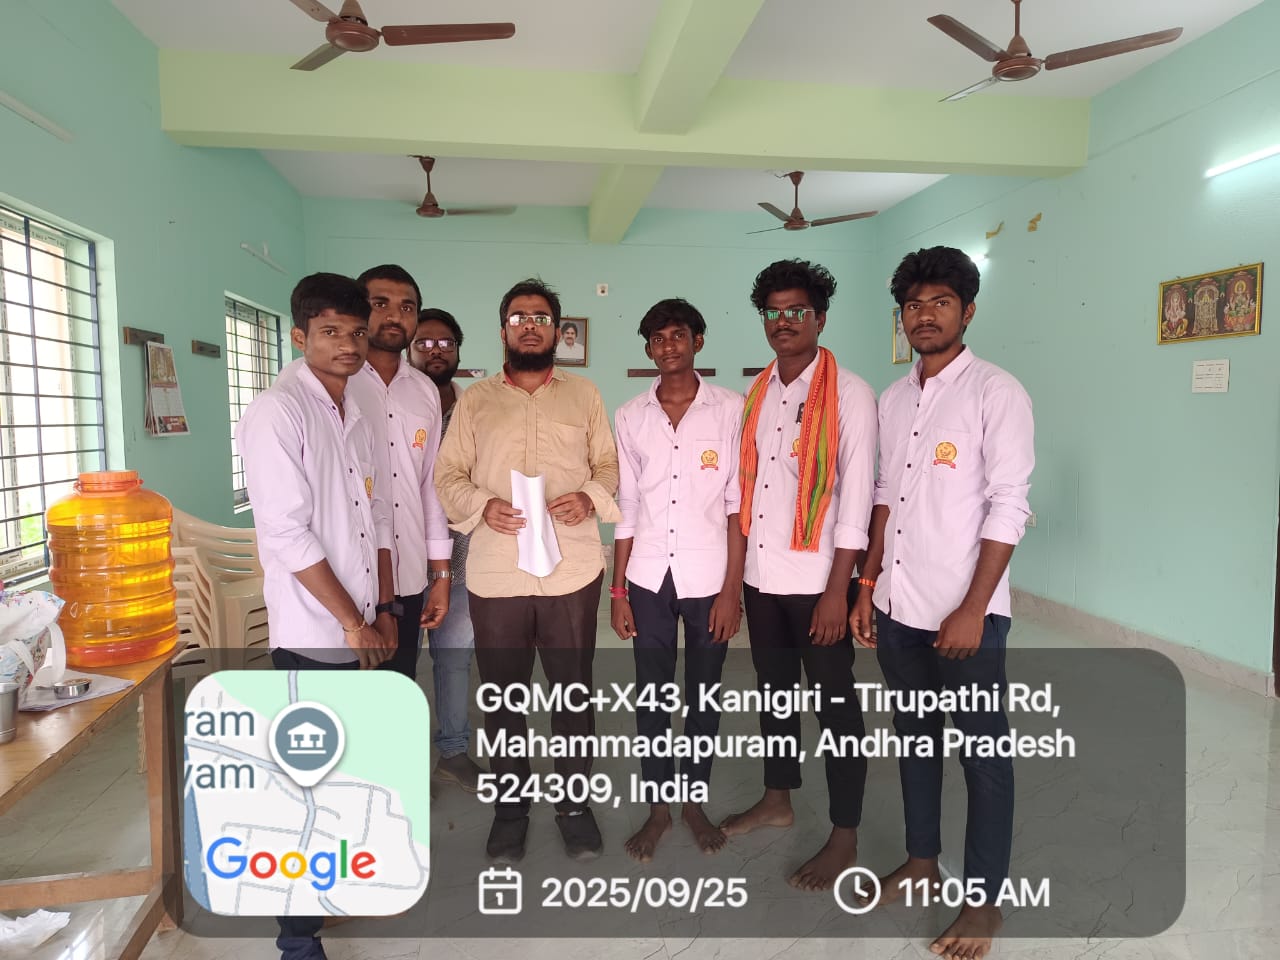 GQMC+X43, Kanigiri - Tirupathi Rd,
Mahammadapuram, Andhra Pradesh
524309, India
2025/09/25
11:05 AM
ram
yam
Google